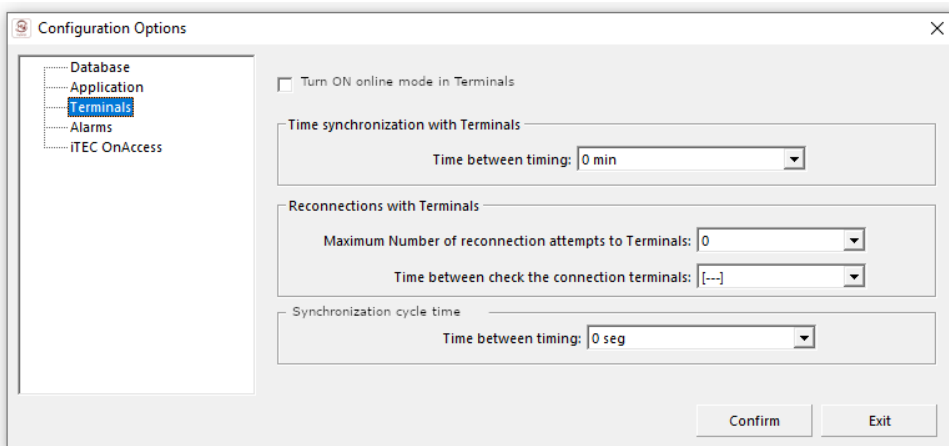 Configuration Options
Database
Application
Terminals
Alarms
iTEC OnAccess
Turn ON online mode in Terminals
Time synchronization with Terminals
Time between timing: 0 min
Reconnections with Terminals
Maximum Number of reconnection attempts to Terminals: 0
Time between check the connection terminals: [---]
Synchronization cycle time
Time between timing: 0 seg
Confirm Exit